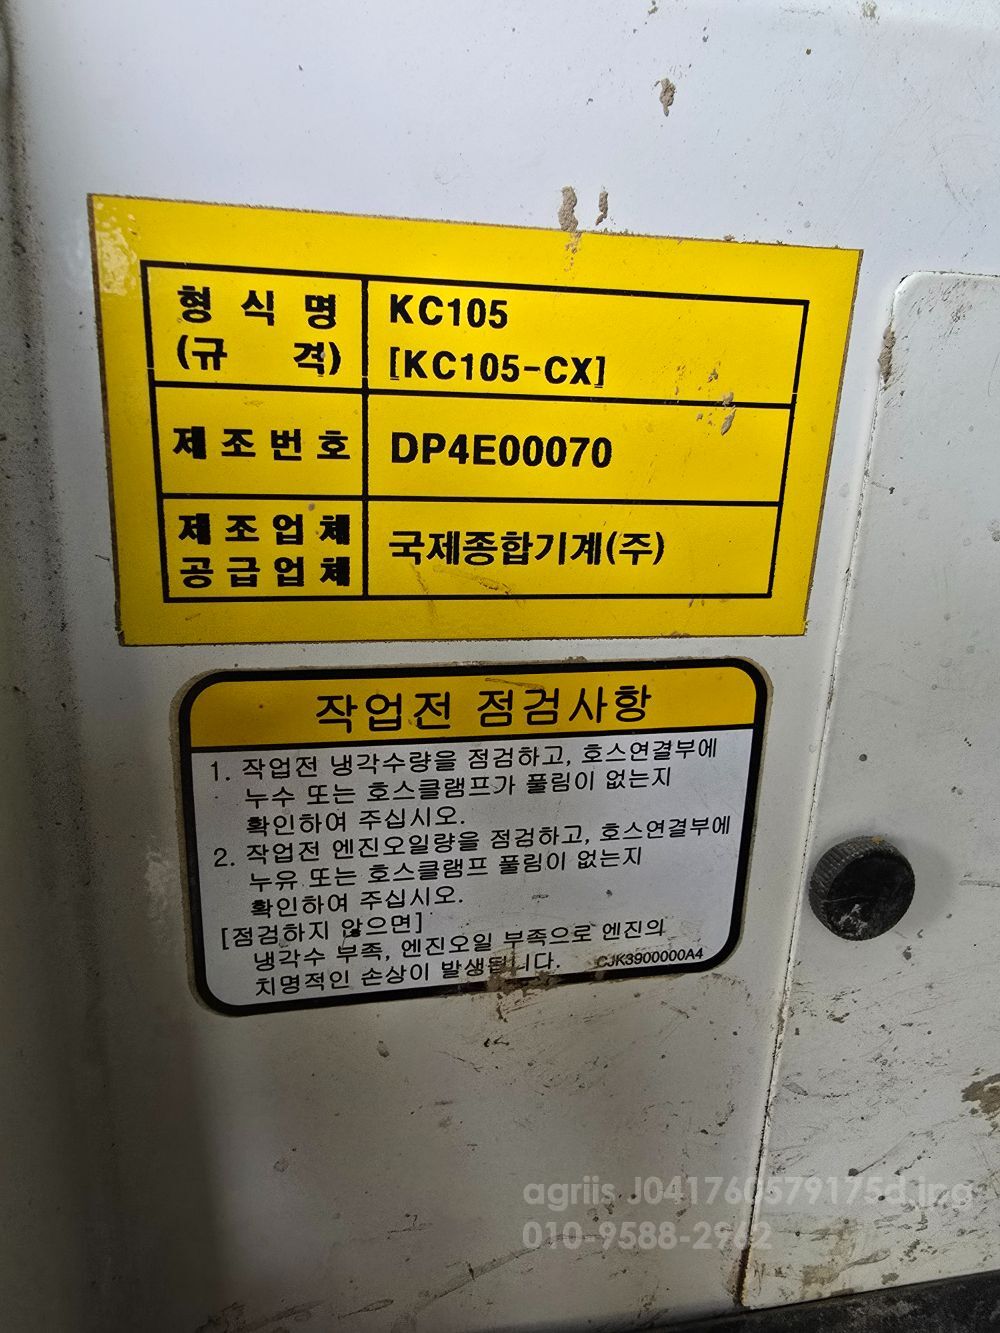 형식명 KC105
(규 격) [KC105-CX]
제조번호 DP4E00070
제조업체
공급업체 국제종합기계(주)
작업전 점검사항
1. 작업전 냉각수량을 점검하고, 호스연결부에
누수 또는 호스클램프가 풀림이 없는지
확인하여 주십시오.
2. 작업전 엔진오일량을 점검하고, 호스연결부에
누유 또는 호스클램프 풀림이 없는지
확인하여 주십시오.
[점검하지 않으면]
냉각수 부족, 엔진오일 부족으로 엔진의
치명적인 손상이 발생됩니다.
CJK3900000A4
agriis J041760579175d.jpg
010-9588-2962